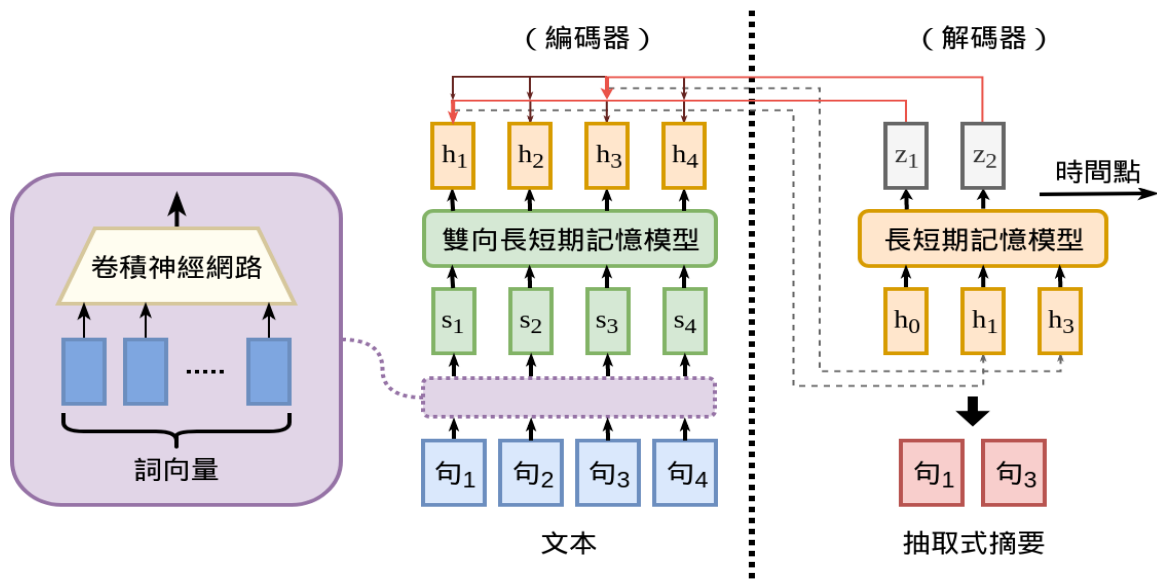 （編碼器）
（解碼器）
h1
h2
h3
h4
z1
z2
時間點
雙向長短期記憶模型
長短期記憶模型
卷積神經網路
s1
s2
s3
s4
h0
h1
h3
.....
詞向量
句1
句2
句3
句4
句1
句3
文本
抽取式摘要